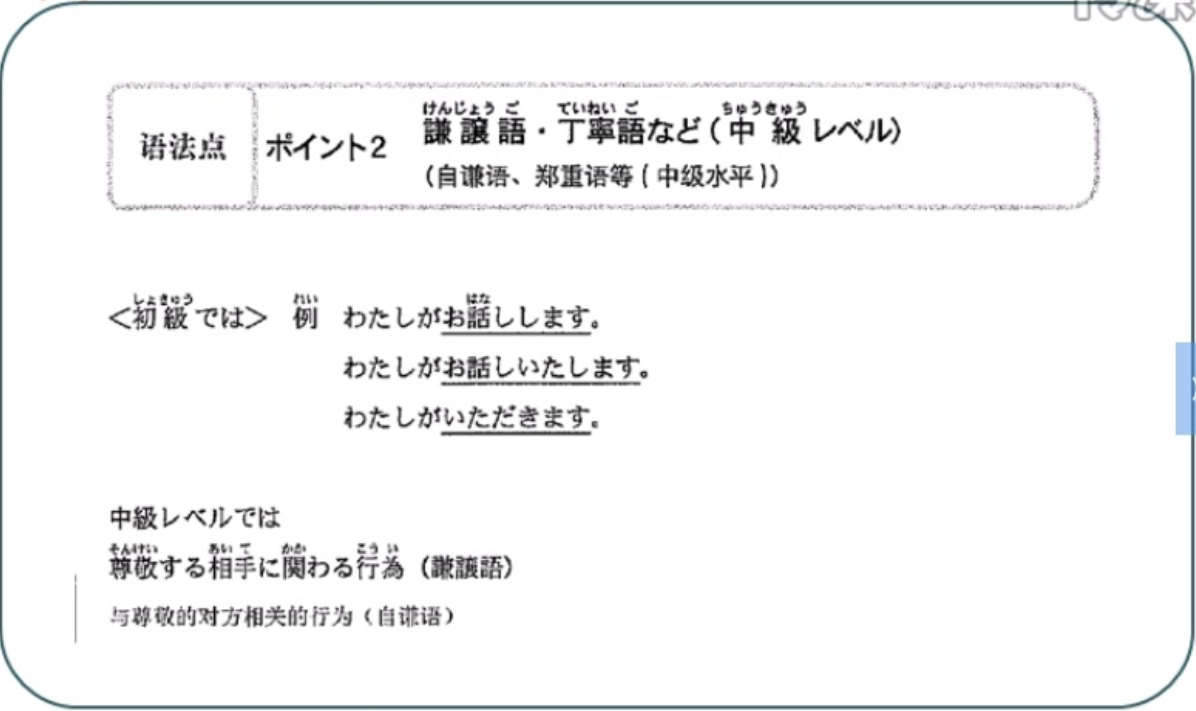 语法点 ポイント2 謙譲語・丁寧語など(中級レベル)
(自谦语、郑重语等(中级水平))
<初級では> 例 わたしがお話しします。
わたしがお話しいたします。
わたしがいただきます。
中級レベルでは
尊敬する相手に関わる行為(謙譲語)
与尊敬的对方相关的行为(自谦语)